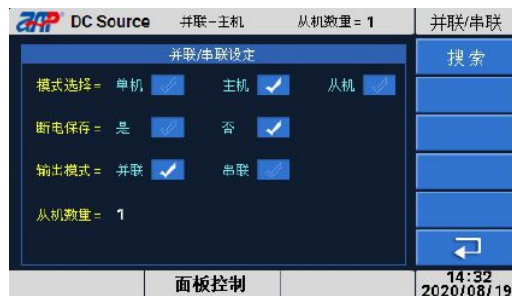 AAP DC Source 并联-主机 从机数量= 1 并联/串联
并联/串联设定
搜索
模式选择= 单机 主机 从机
断电保存= 是 否
输出模式= 并联 串联
从机数量= 1
面板控制
14:32
2020/08/19